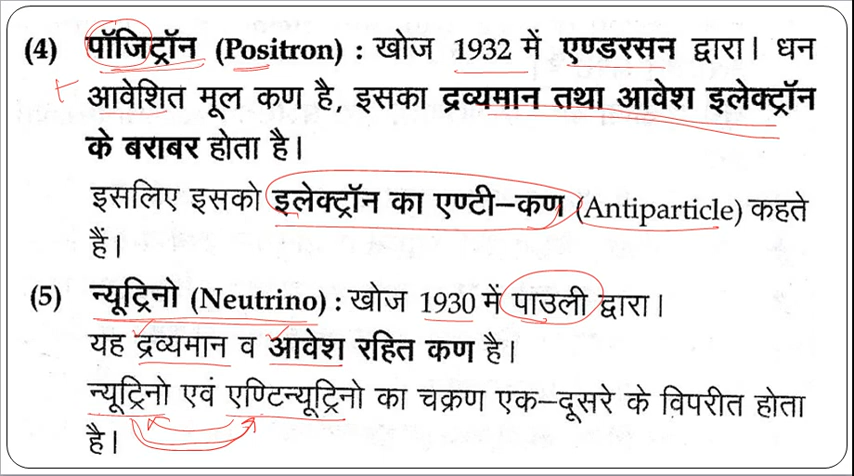 (4) पॉजिट्रॉन (Positron) : खोज 1932 में एण्डरसन द्वारा। धन
आवेशित मूल कण है, इसका द्रव्यमान तथा आवेश इलेक्ट्रॉन
के बराबर होता है।
इसलिए इसको इलेक्ट्रॉन का एण्टी–कण (Antiparticle) कहते
हैं।
(5) न्यूट्रिनो (Neutrino) : खोज 1930 में पाउली द्वारा।
यह द्रव्यमान व आवेश रहित कण है।
न्यूट्रिनो एवं एण्टिन्यूट्रिनो का चक्रण एक–दूसरे के विपरीत होता
है।